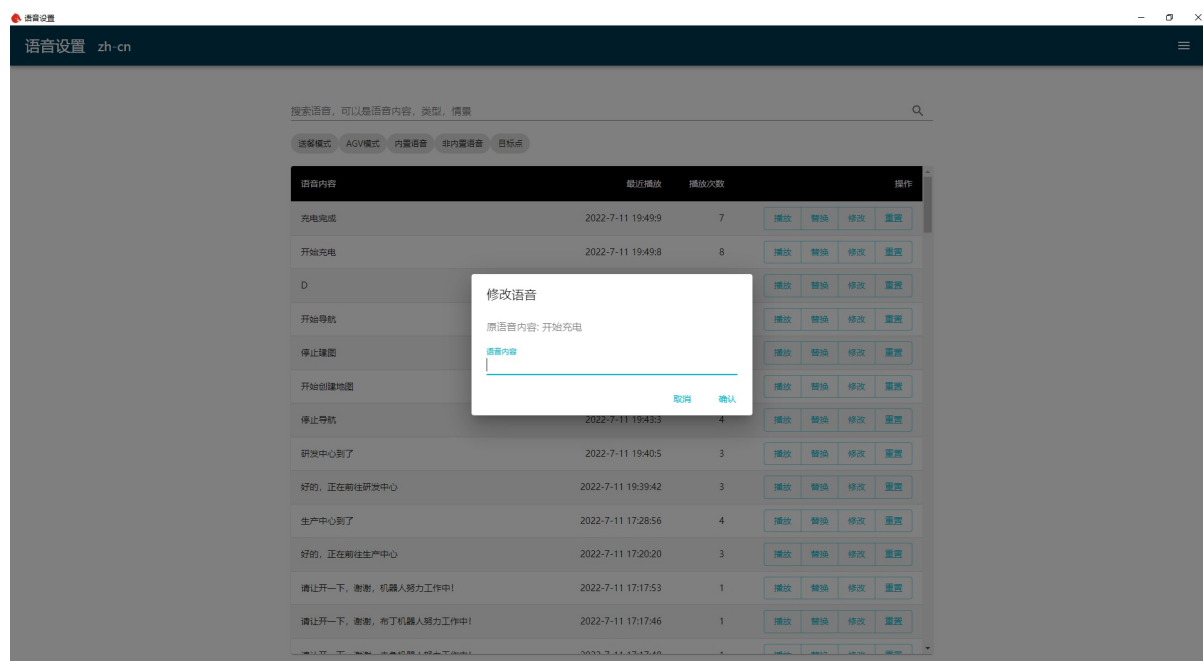 语音设置
语音设置 zh-cn
搜索语音，可以是语音内容，类型，情景
送餐模式 AGV模式 内置语音 非内置语音 目标点
语音内容 最近播放 播放次数 操作
充电完成 2022-7-11 19:49:9 7 播放 替换 修改 重置
开始充电 2022-7-11 19:49:8 8 播放 替换 修改 重置
D 播放 替换 修改 重置
开始导航 播放 替换 修改 重置
停止建图 播放 替换 修改 重置
开始创建地图 播放 替换 修改 重置
修改语音
原语音内容: 开始充电
语音内容
取消 确认
停止导航 2022-7-11 19:43:3 4 播放 替换 修改 重置
研发中心到了 2022-7-11 19:40:5 3 播放 替换 修改 重置
好的，正在前往研发中心 2022-7-11 19:39:42 3 播放 替换 修改 重置
生产中心到了 2022-7-11 17:28:56 4 播放 替换 修改 重置
好的，正在前往生产中心 2022-7-11 17:20:20 3 播放 替换 修改 重置
请让开一下，谢谢，机器人努力工作中！ 2022-7-11 17:17:53 1 播放 替换 修改 重置
请让开一下，谢谢，布丁机器人努力工作中！ 2022-7-11 17:17:46 1 播放 替换 修改 重置